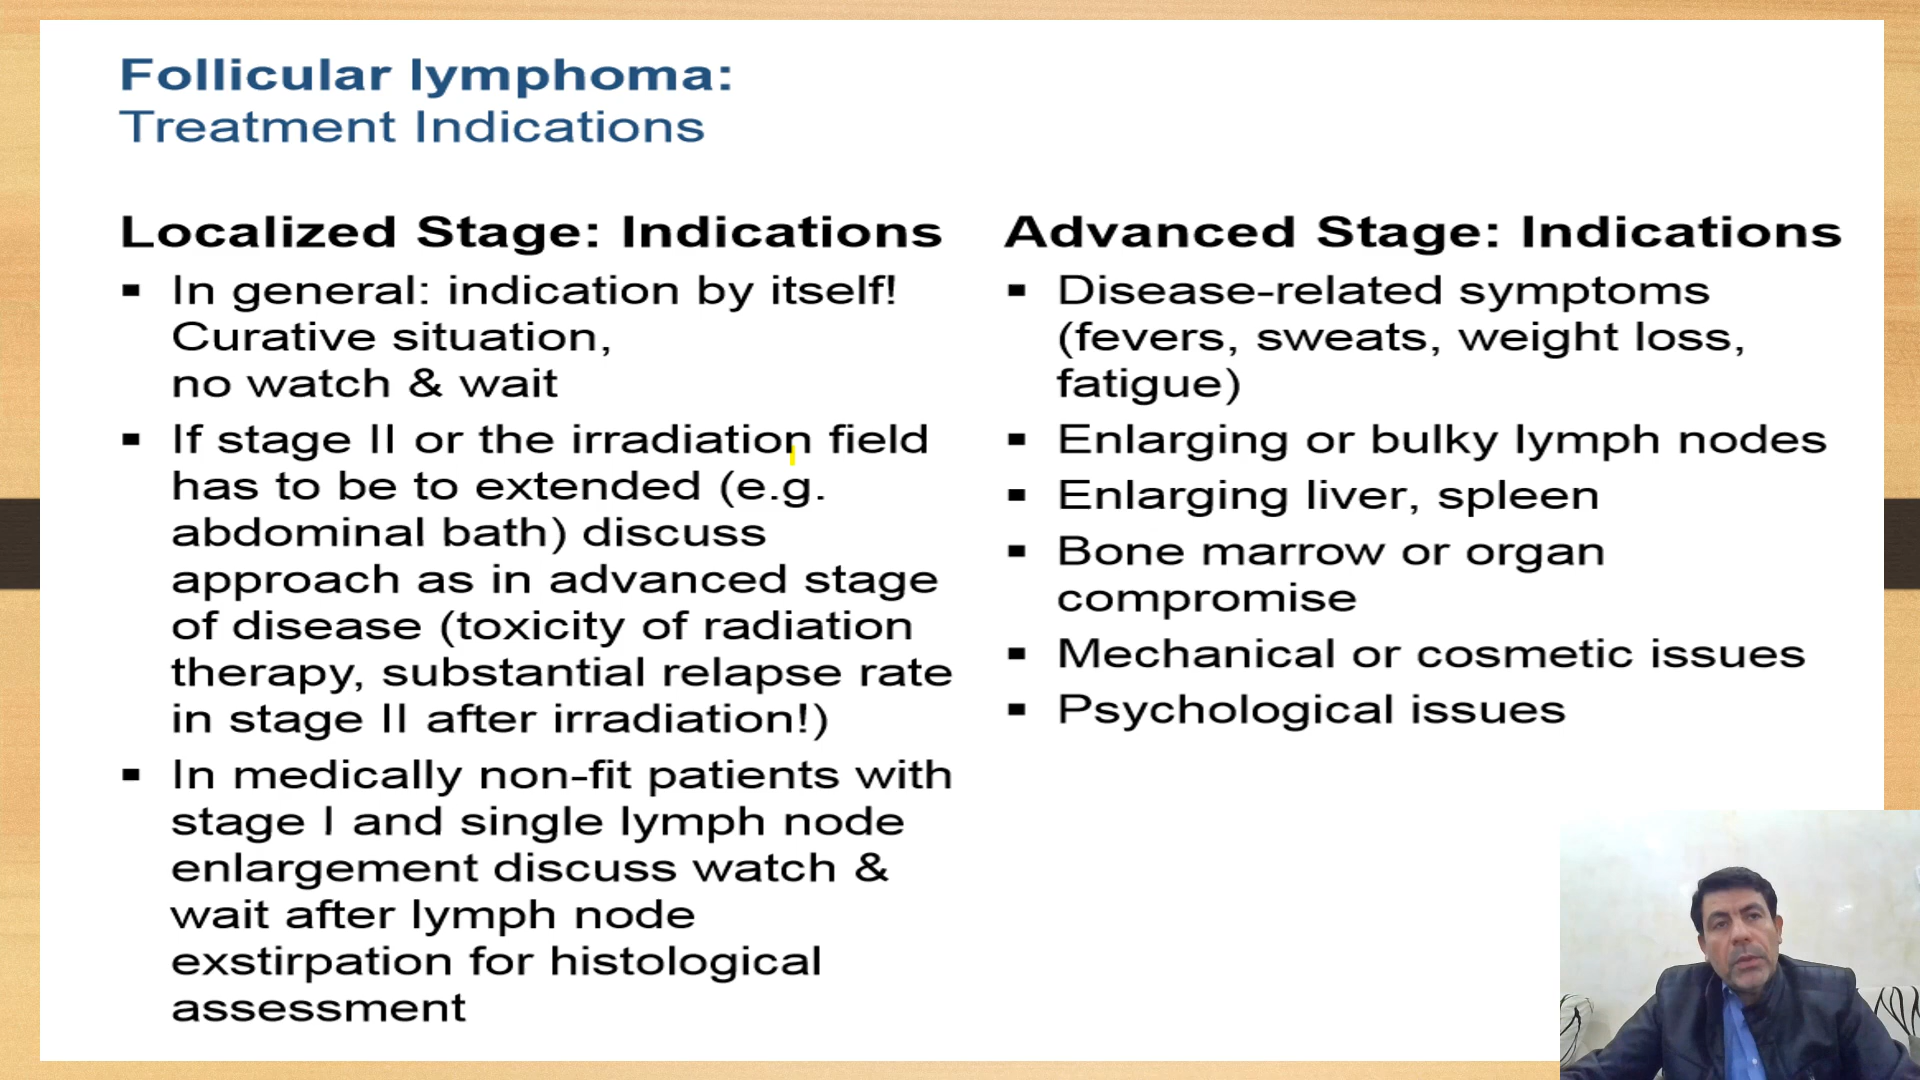 Follicular lymphoma:
Treatment Indications
Localized Stage: Indications
▪ In general: indication by itself!
Curative situation,
no watch & wait
▪ If stage II or the irradiation field
has to be to extended (e.g.
abdominal bath) discuss
approach as in advanced stage
of disease (toxicity of radiation
therapy, substantial relapse rate
in stage II after irradiation!)
▪ In medically non-fit patients with
stage I and single lymph node
enlargement discuss watch &
wait after lymph node
exstirpation for histological
assessment
Advanced Stage: Indications
▪ Disease-related symptoms
(fevers, sweats, weight loss,
fatigue)
▪ Enlarging or bulky lymph nodes
▪ Enlarging liver, spleen
▪ Bone marrow or organ
compromise
▪ Mechanical or cosmetic issues
▪ Psychological issues